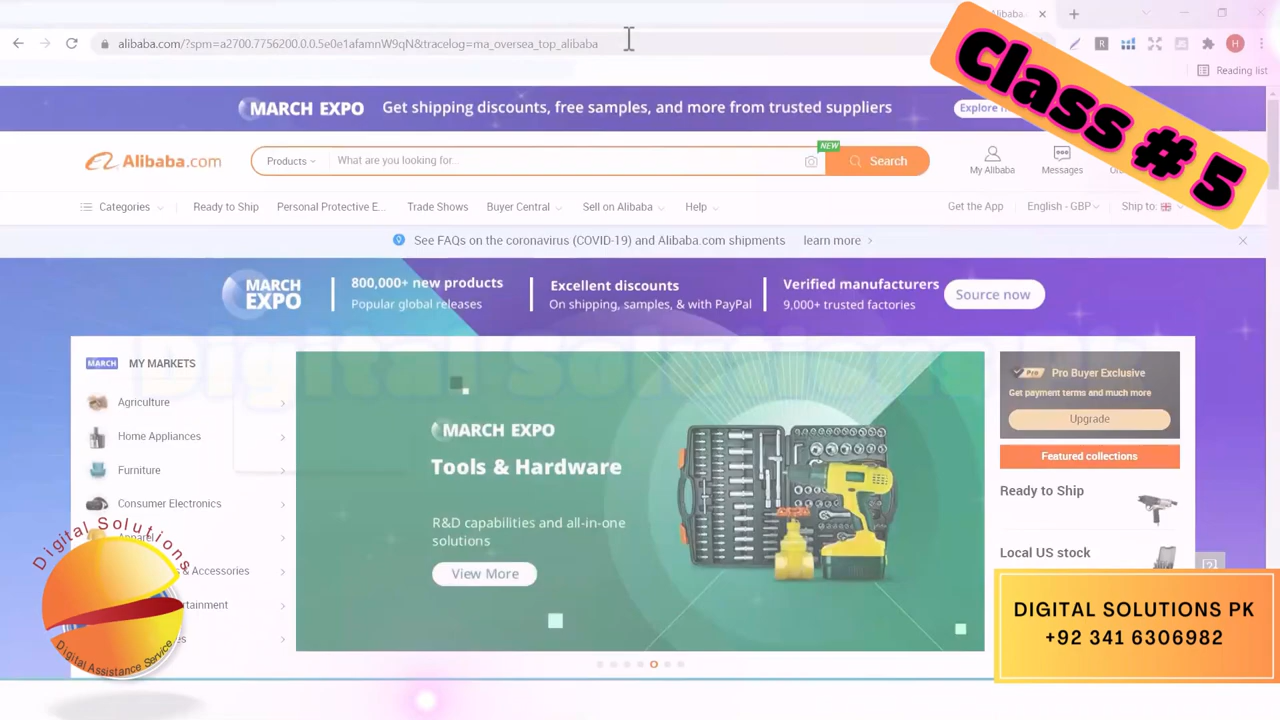 Alibaba.
alibaba.com/?spm=a2700.7756200.0.0.5e0e1afamnW9qN&tracelog=ma_oversea_top_alibaba
R
H
Reading list
Class # 5
MARCH EXPO
Get shipping discounts, free samples, and more from trusted suppliers
Alibaba.com
Products
What are you looking for..
NEW
Search
My Alibaba
Messages
Categories
Ready to Ship
Personal Protective E...
Trade Shows
Buyer Central
Sell on Alibaba
Help
Get the App
English - GBP
Ship to:
See FAQs on the coronavirus (COVID-19) and Alibaba.com shipments
learn more
MARCH
EXPO
800,000+ new products
Popular global releases
Excellent discounts
On shipping, samples, & with PayPal
Verified manufacturers
9,000+ trusted factories
Source now
Digital Solutions Pk
MARCH
MY MARKETS
Agriculture
Home Appliances
Furniture
Consumer Electronics
& Accessories
MARCH EXPO
Tools & Hardware
R&D capabilities and all-in-one
solutions
View More
Pro
Pro Buyer Exclusive
Get payment terms and much more
Upgrade
Featured collections
Ready to Ship
Local US stock
Digital Solutions
Digital Assistance Service
DIGITAL SOLUTIONS PK
+92 341 6306982